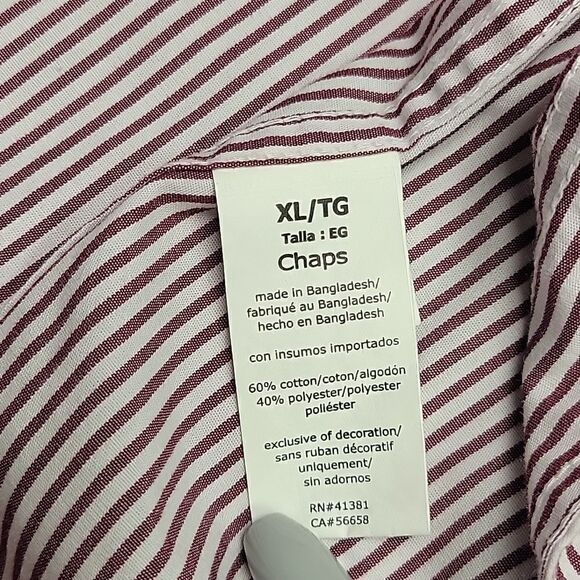 XL/TG
Talla : EG
Chaps
made in Bangladesh/
fabriqué au Bangladesh/
hecho en Bangladesh
con insumos importados
60% cotton/coton/algodón
40% polyester/polyester
poliéster
exclusive of decoration/
sans ruban décoratif
uniquement/
sin adornos
RN#41381
CA#56658